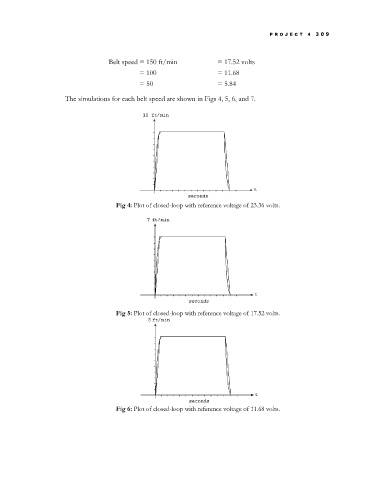 PROJECT 4 309
Belt speed = 150 ft/min = 17.52 volts
= 100 = 11.68
= 50 = 5.84
The simulations for each belt speed are shown in Figs 4, 5, 6, and 7.
10 ft/min
seconds
Fig 4: Plot of closed-loop with reference voltage of 23.36 volts.
7 ft/min
t
seconds
Fig 5: Plot of closed-loop with reference voltage of 17.52 volts.
ft/min
t
seconds
Fig 6: Plot of closed-loop with reference voltage of 11.68 volts.